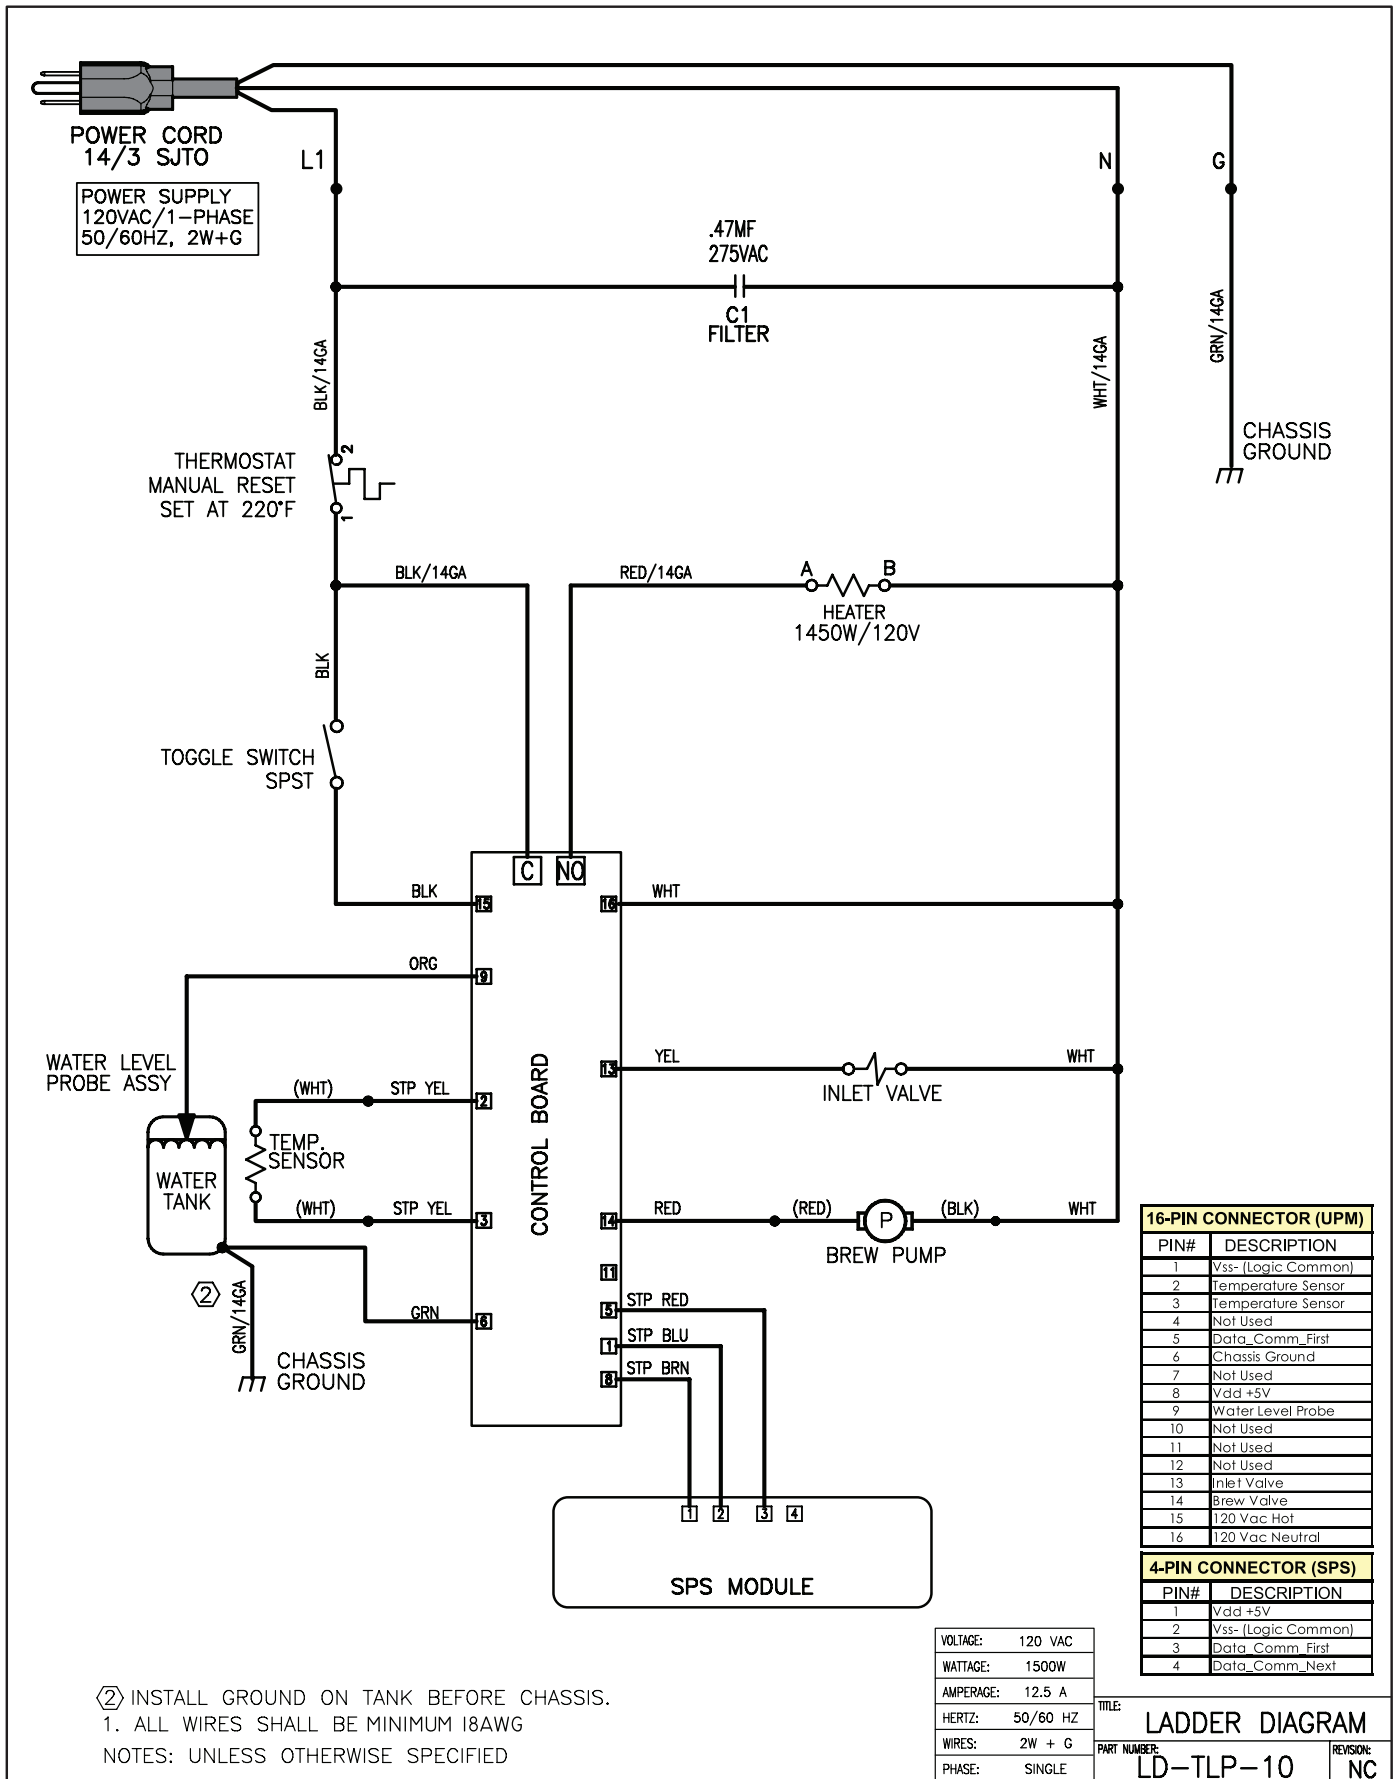 POWER CORD
14/3 SJTO
L1
N
G
POWER SUPPLY
120VAC/1-PHASE
50/60HZ, 2W+G
.47MF
275VAC
C1
FILTER
BLK/14GA
WHT/14GA
GRN/14GA
CHASSIS
GROUND
THERMOSTAT
MANUAL RESET
SET AT 220°F
2
1
BLK/14GA
RED/14GA
A
B
HEATER
1450W/120V
BLK
TOGGLE SWITCH
SPST
C
NO
BLK
15
16
WHT
ORG
9
WATER LEVEL
PROBE ASSY
WATER
TANK
(WHT)
STP YEL
2
TEMP.
SENSOR
(WHT)
STP YEL
3
CONTROL BOARD
13
YEL
INLET VALVE
WHT
14
RED
(RED)
P
(BLK)
WHT
BREW PUMP
11
5
STP RED
1
STP BLU
8
STP BRN
2
GRN/14GA
GRN
6
CHASSIS
GROUND
1
2
3
4
SPS MODULE
16-PIN CONNECTOR (UPM)
PIN# DESCRIPTION
1 Vss- (Logic Common)
2 Temperature Sensor
3 Temperature Sensor
4 Not Used
5 Data_Comm_First
6 Chassis Ground
7 Not Used
8 Vdd +5V
9 Water Level Probe
10 Not Used
11 Not Used
12 Not Used
13 Inlet Valve
14 Brew Valve
15 120 Vac Hot
16 120 Vac Neutral
4-PIN CONNECTOR (SPS)
PIN# DESCRIPTION
1 Vdd +5V
2 Vss- (Logic Common)
3 Data_Comm_First
4 Data_Comm_Next
VOLTAGE: 120 VAC
WATTAGE: 1500W
AMPERAGE: 12.5 A
HERTZ: 50/60 HZ
WIRES: 2W + G
PHASE: SINGLE
TITLE:
LADDER DIAGRAM
PART NUMBER:
LD-TLP-10
REVISION:
NC
2 INSTALL GROUND ON TANK BEFORE CHASSIS.
1. ALL WIRES SHALL BE MINIMUM 18AWG
NOTES: UNLESS OTHERWISE SPECIFIED